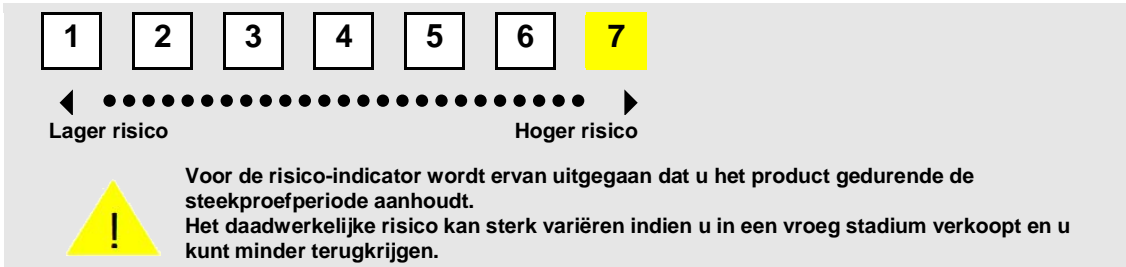 1 2 3 4 5 6 7
Lager risico Hoger risico
!
Voor de risico-indicator wordt ervan uitgegaan dat u het product gedurende de
steekproefperiode aanhoudt.
Het daadwerkelijke risico kan sterk variëren indien u in een vroeg stadium verkoopt en u
kunt minder terugkrijgen.